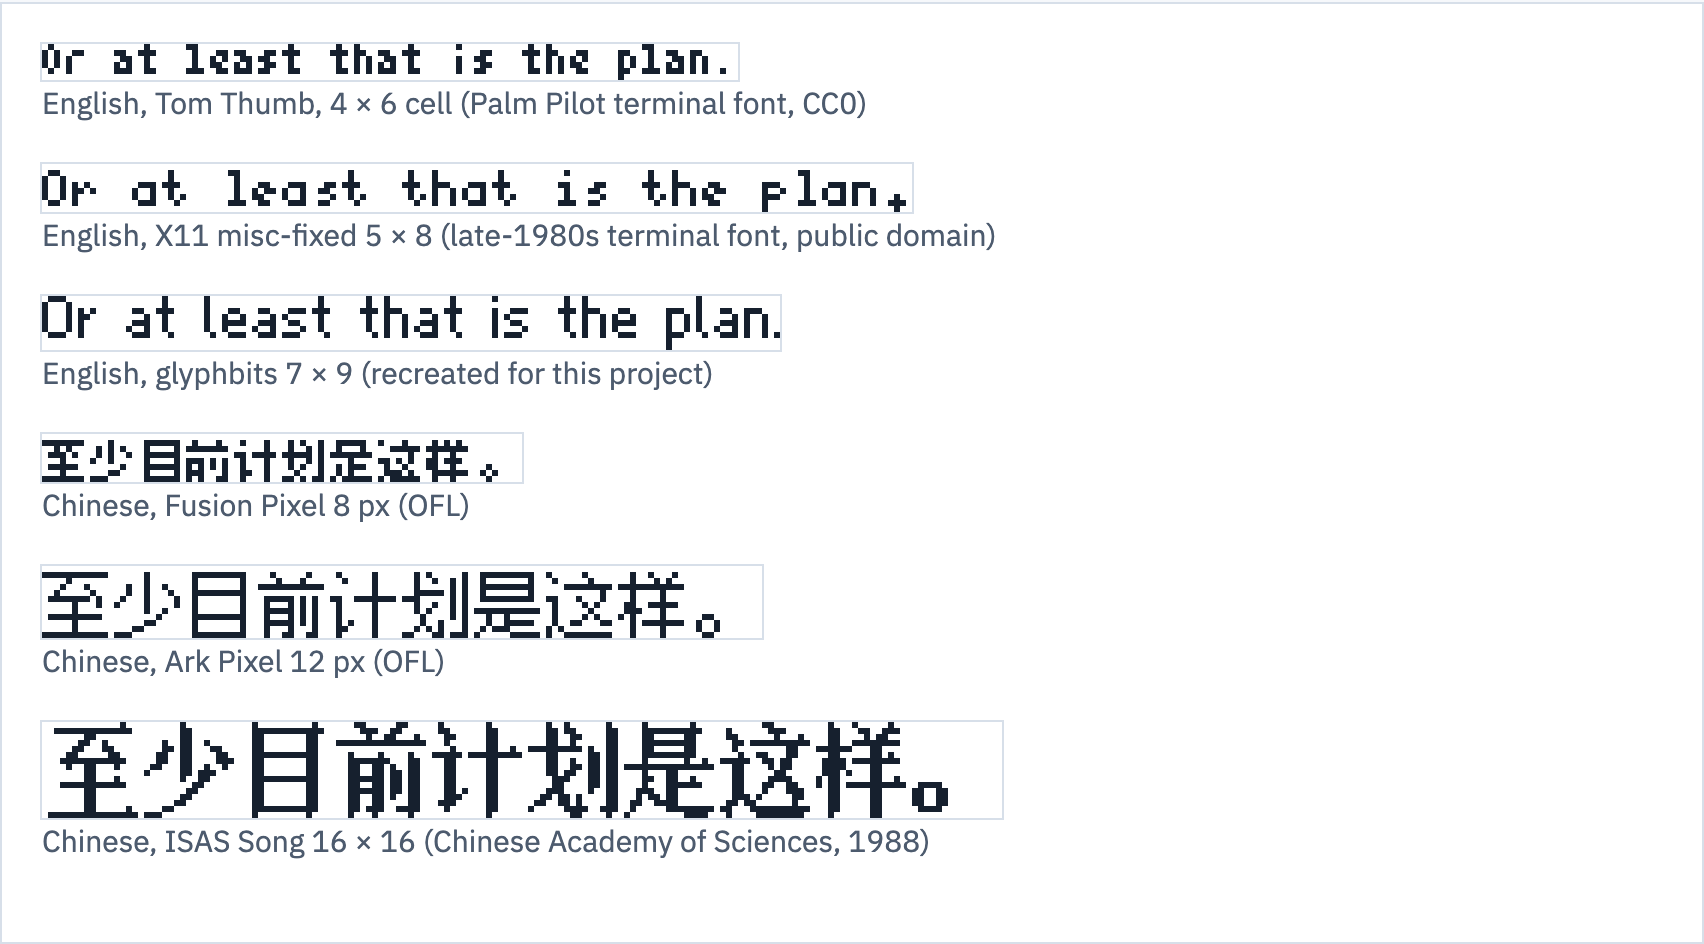 Or at least that is the plan.
English, Tom Thumb, 4 × 6 cell (Palm Pilot terminal font, CC0)
Or at least that is the plan.
English, X11 misc-fixed 5 × 8 (late-1980s terminal font, public domain)
Or at least that is the plan.
English, glyphbits 7 × 9 (recreated for this project)
至少目前计划是这样。
Chinese, Fusion Pixel 8 px (OFL)
至少目前计划是这样。
Chinese, Ark Pixel 12 px (OFL)
至少目前计划是这样。
Chinese, ISAS Song 16 × 16 (Chinese Academy of Sciences, 1988)